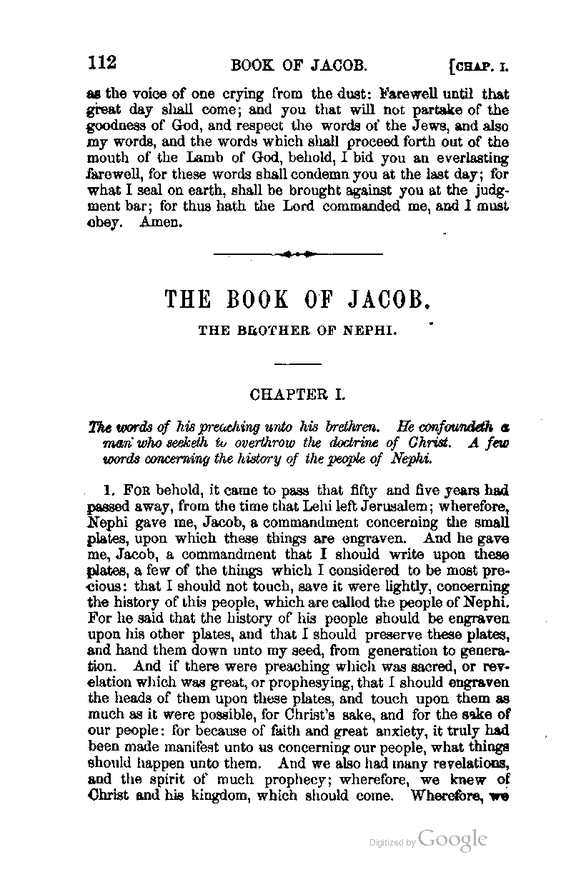 112 BOOK OF JACOB. [CHAP. I.
as the voice of one crying from the dust: Farewell until that
great day shall come; and you that will not partake of the
goodness of God, and respect the words of the Jews, and also
my words, and the words which shall proceed forth out of the
mouth of the Lamb of God, behold, I bid you an everlasting
farewell, for these words shall condemn you at the last day; for
what I seal on earth, shall be brought against you at the judg-
ment bar; for thus hath the Lord commanded me, and I must
obey. Amen.
THE BOOK OF JACOB.
THE BROTHER OF NEPHI.
CHAPTER I.
The words of his preaching unto his brethren. He confoundeth a
man who seeketh to overthrow the doctrine of Christ. A few
words concerning the history of the people of Nephi.
1. FOR behold, it came to pass that fifty and five years had
passed away, from the time that Lehi left Jerusalem; wherefore,
Nephi gave me, Jacob, a commandment concerning the small
plates, upon which these things are engraven. And he gave
me, Jacob, a commandment that I should write upon these
plates, a few of the things which I considered to be most pre-
cious: that I should not touch, save it were lightly, concerning
the history of this people, which are called the people of Nephi.
For he said that the history of his people should be engraven
upon his other plates, and that I should preserve these plates,
and hand them down unto my seed, from generation to genera-
tion. And if there were preaching which was sacred, or rev-
elation which was great, or prophesying, that I should engraven
the heads of them upon these plates, and touch upon them as
much as it were possible, for Christ's sake, and for the sake of
our people: for because of faith and great anxiety, it truly had
been made manifest unto us concerning our people, what things
should happen unto them. And we also had many revelations,
and the spirit of much prophecy; wherefore, we knew of
Christ and his kingdom, which should come. Wherefore, we
Digitized by Google